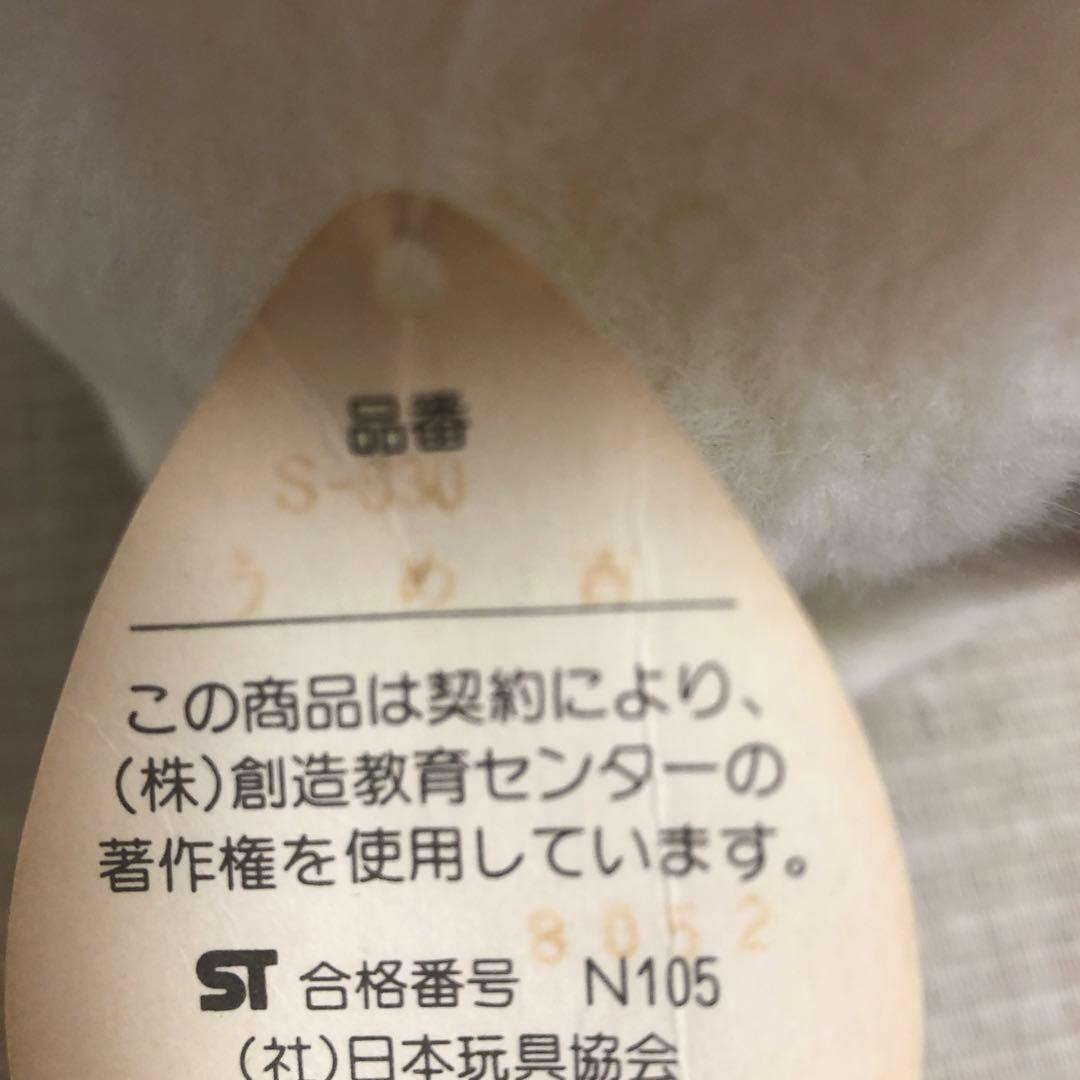 品番
う め
この商品は契約により、
(株)創造教育センターの
著作権を使用しています。
8052
ST 合格番号 N105
(社)日本玩具協会